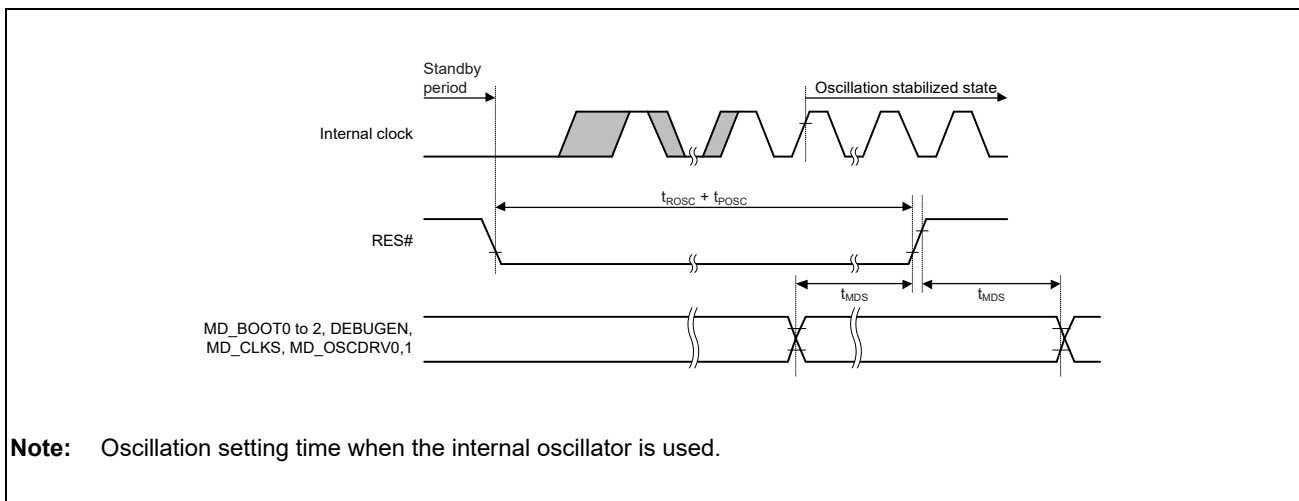 Standby
period
Oscillation stabilized state
Internal clock
tROSC + tPOSC
RES#
tMDS
tMDS
MD_BOOT0 to 2, DEBUGEN,
MD_CLKS, MD_OSCDRV0,1
Note: Oscillation setting time when the internal oscillator is used.